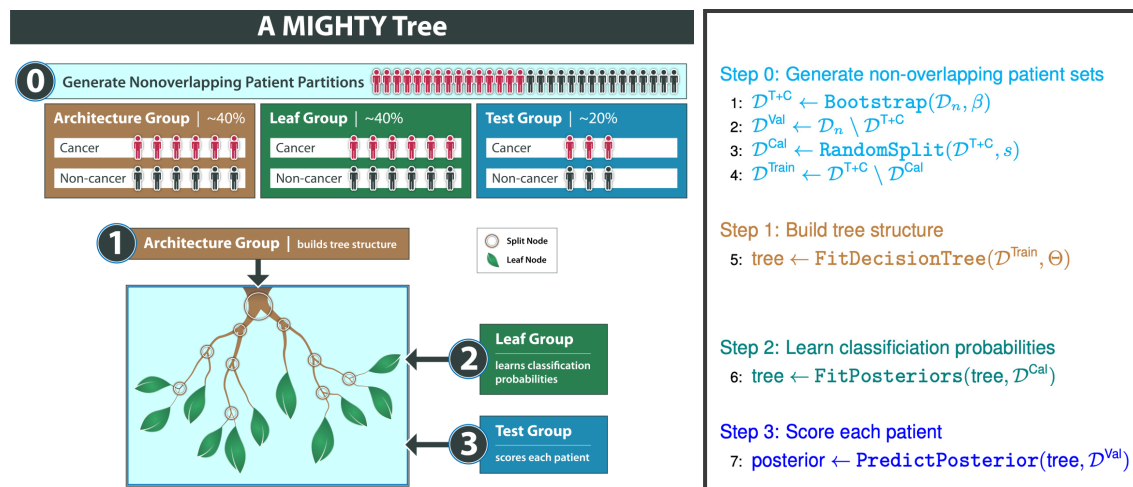 A MIGHTY Tree
0 Generate Nonoverlapping Patient Partitions
Architecture Group | ~40%
Cancer
Non-cancer
Leaf Group | ~40%
Cancer
Non-cancer
Test Group | ~20%
Cancer
Non-cancer
1 Architecture Group | builds tree structure
Split Node
Leaf Node
2 Leaf Group
learns classification
probabilities
3 Test Group
scores each patient
Step 0: Generate non-overlapping patient sets
1: 𝒟^T+C ← Bootstrap(𝒟_n, β)
2: 𝒟^Val ← 𝒟_n \ 𝒟^T+C
3: 𝒟^Cal ← RandomSplit(𝒟^T+C, s)
4: 𝒟^Train ← 𝒟^T+C \ 𝒟^Cal
Step 1: Build tree structure
5: tree ← FitDecisionTree(𝒟^Train, Θ)
Step 2: Learn classificiation probabilities
6: tree ← FitPosteriors(tree, 𝒟^Cal)
Step 3: Score each patient
7: posterior ← PredictPosterior(tree, 𝒟^Val)